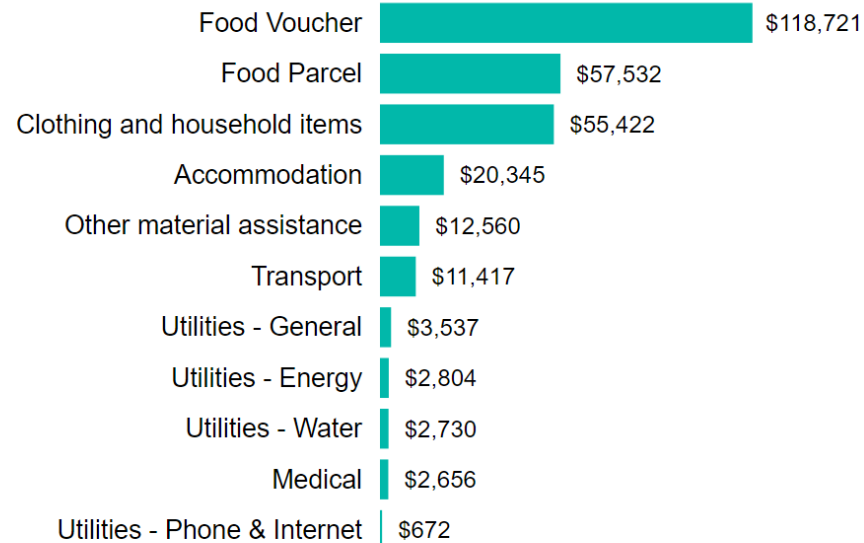 Food Voucher $118,721
Food Parcel $57,532
Clothing and household items $55,422
Accommodation $20,345
Other material assistance $12,560
Transport $11,417
Utilities - General $3,537
Utilities - Energy $2,804
Utilities - Water $2,730
Medical $2,656
Utilities - Phone & Internet $672